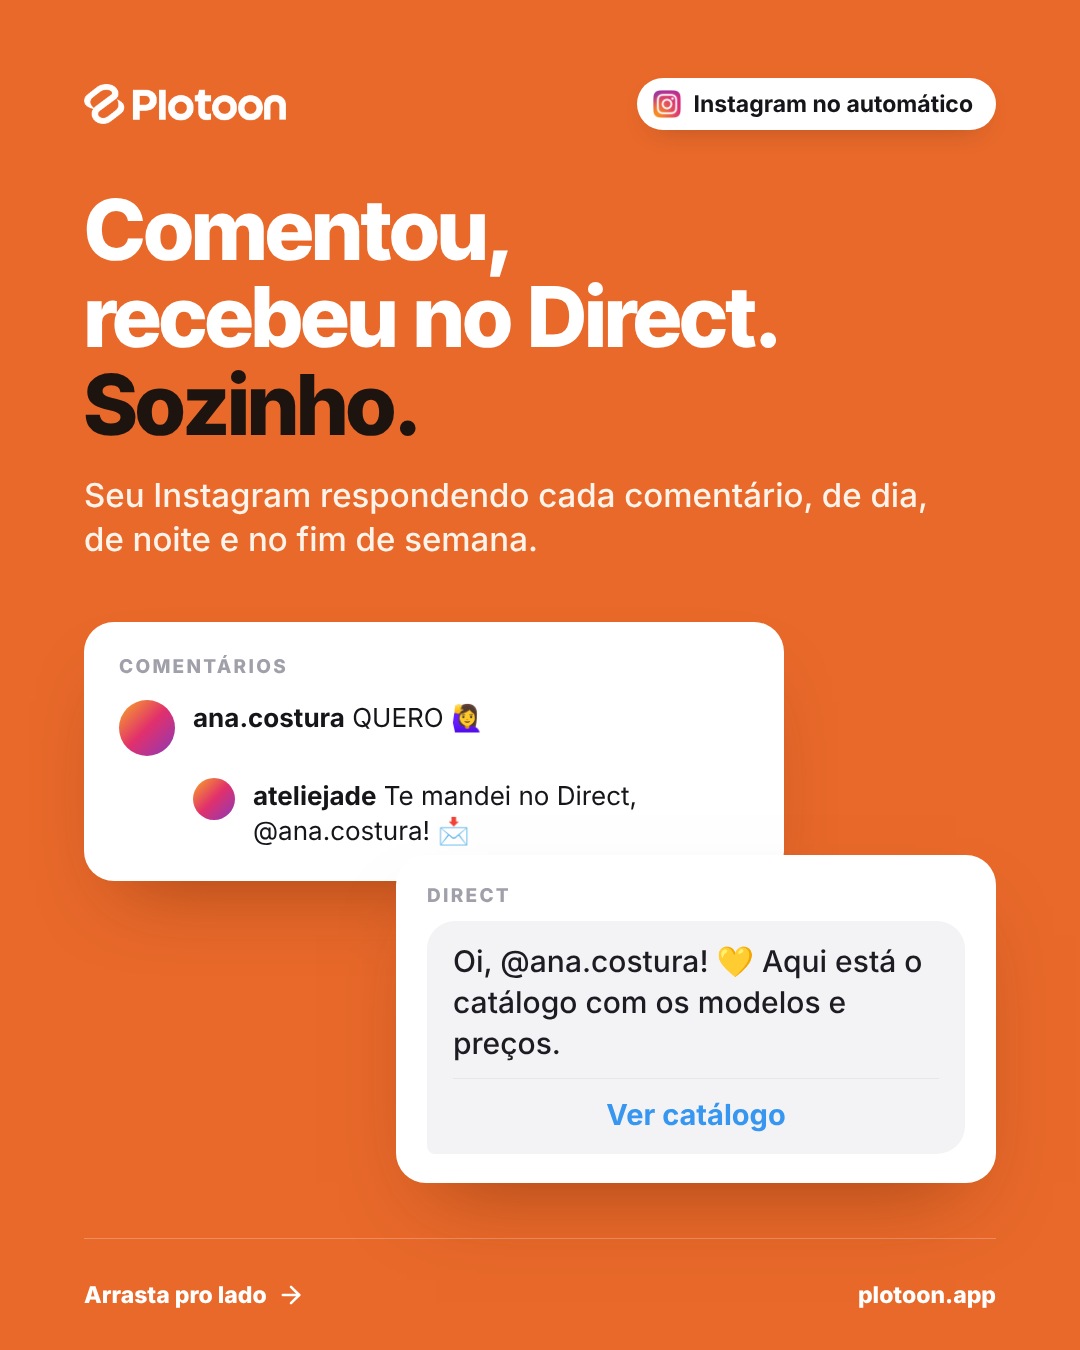 Plotoon
Instagram no automático
Comentou,
recebeu no Direct.
Sozinho.
Seu Instagram respondendo cada comentário, de dia,
de noite e no fim de semana.
COMENTÁRIOS
ana.costura QUERO 🙋‍♀️
ateliejade Te mandei no Direct,
@ana.costura! 📩
DIRECT
Oi, @ana.costura! 💛 Aqui está o
catálogo com os modelos e
preços.
Ver catálogo
Arrasta pro lado →
plotoon.app